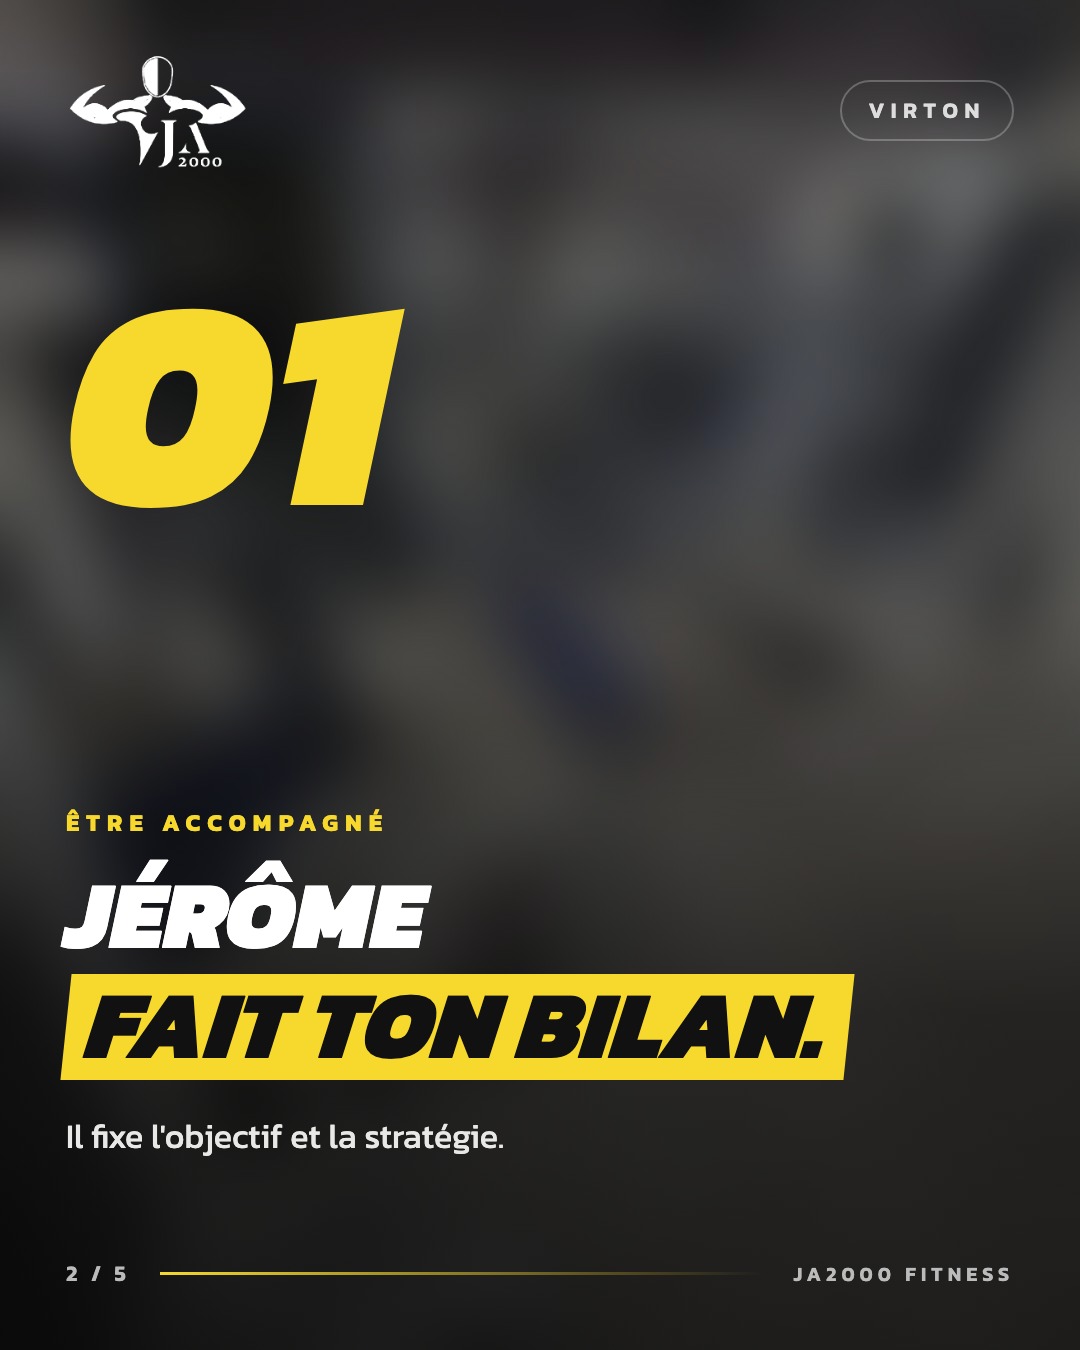 JA
2000
VIRTON
01
ÊTRE ACCOMPAGNÉ
JÉRÔME
FAIT TON BILAN.
Il fixe l'objectif et la stratégie.
2 / 5
JA2000 FITNESS